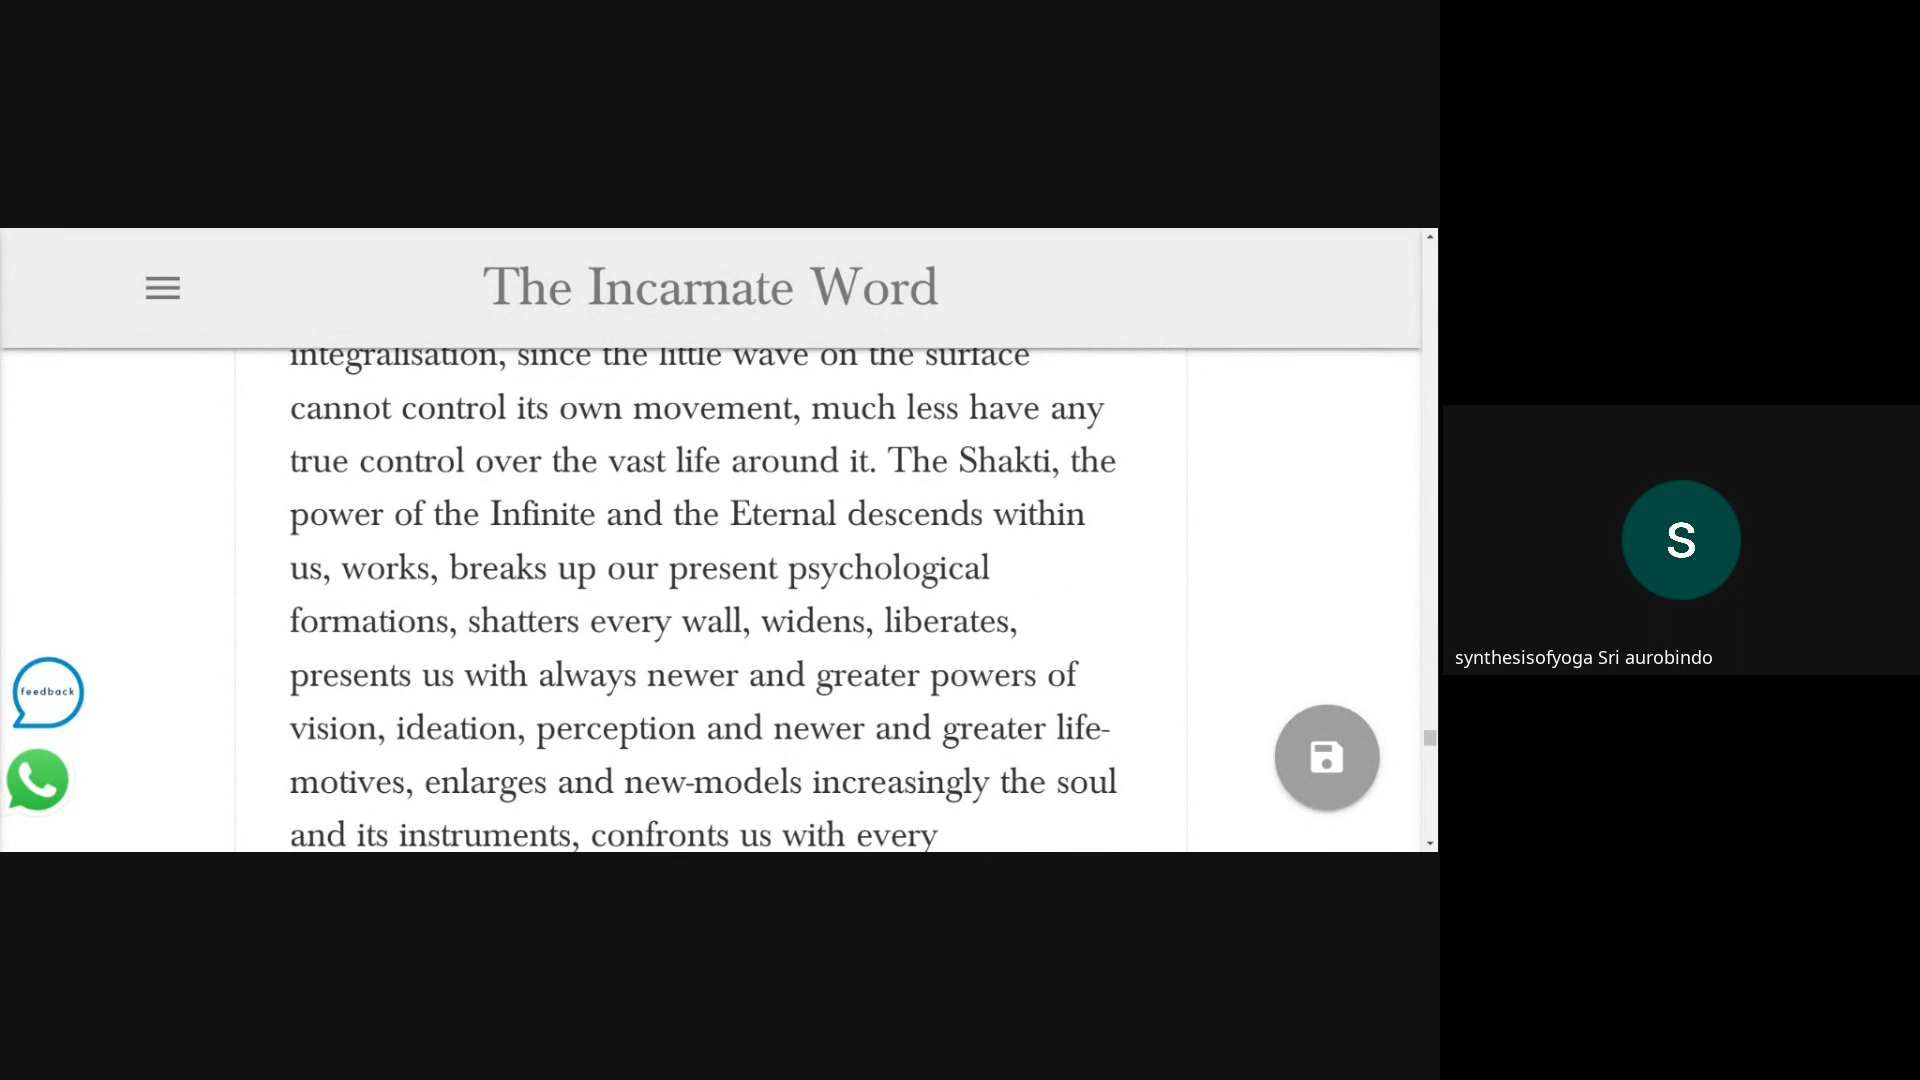 The Incarnate Word
integralisation, since the little wave on the surface
cannot control its own movement, much less have any
true control over the vast life around it. The Shakti, the
power of the Infinite and the Eternal descends within
us, works, breaks up our present psychological
formations, shatters every wall, widens, liberates,
presents us with always newer and greater powers of
vision, ideation, perception and newer and greater life-
motives, enlarges and new-models increasingly the soul
and its instruments, confronts us with every
feedback
S
synthesisofyoga Sri aurobindo